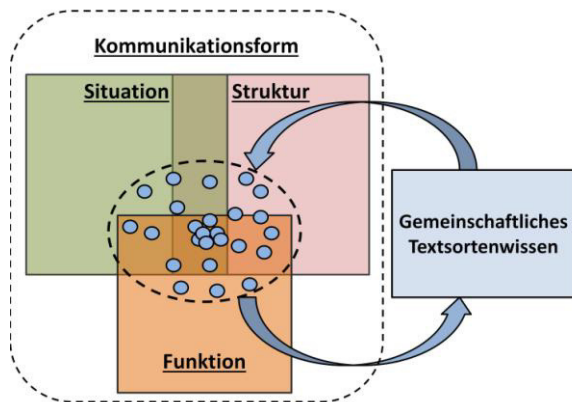 Kommunikationsform
Situation
Struktur
Gemeinschaftliches
Textsortenwissen
Funktion